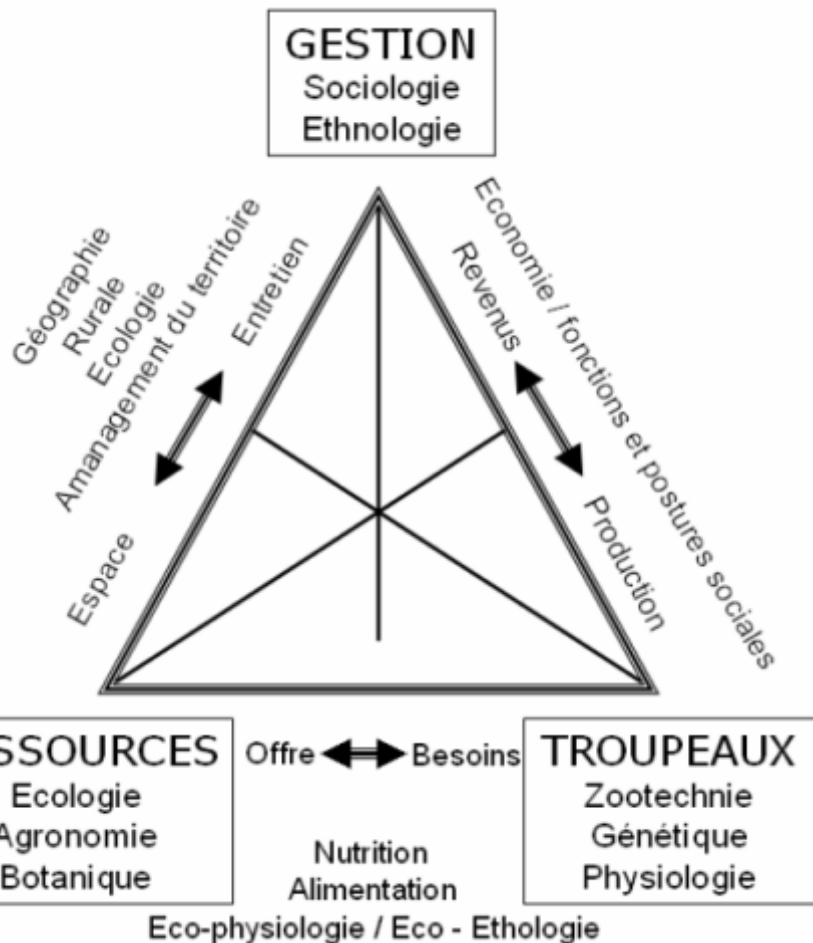 GESTION
Sociologie
Ethnologie
Géographie
Rurale
Ecologie
Amanagement du territoire
Entretien
Espace
Economie / fonctions et postures sociales
Revenus
Production
SSOURCES
Ecologie
Agronomie
Botanique
Offre
Besoins
TROUPEAUX
Zootechnie
Génétique
Physiologie
Nutrition
Alimentation
Eco-physiologie / Eco - Ethologie